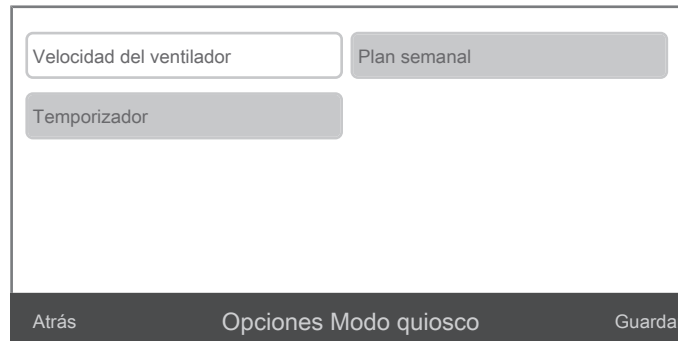 Velocidad del ventilador
Plan semanal
Temporizador
Atrás
Opciones Modo quiosco
Guarda